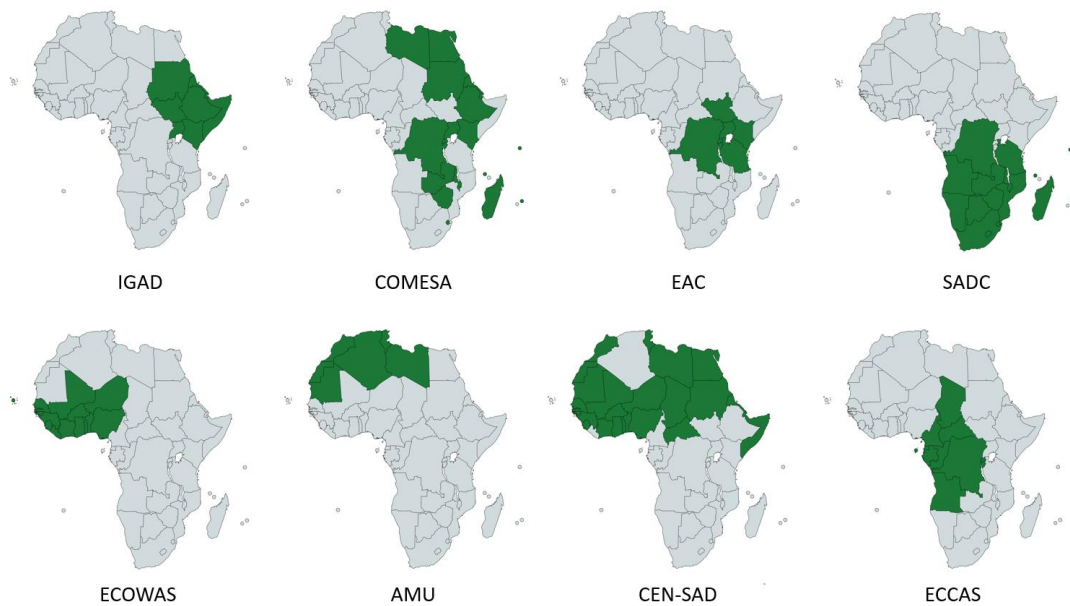 IGAD
COMESA
EAC
SADC
ECOWAS
AMU
CEN-SAD
ECCAS